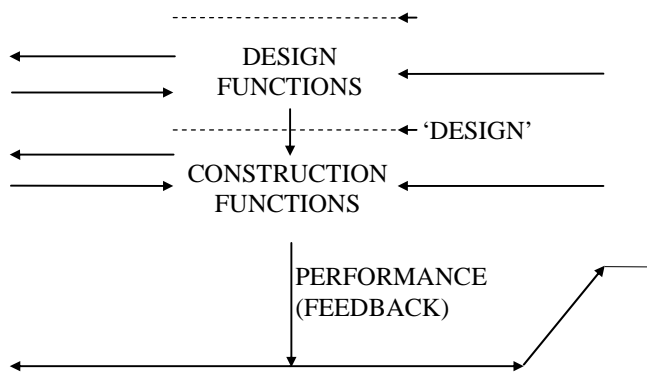 DESIGN
FUNCTIONS
‘DESIGN’
CONSTRUCTION
FUNCTIONS
PERFORMANCE
(FEEDBACK)